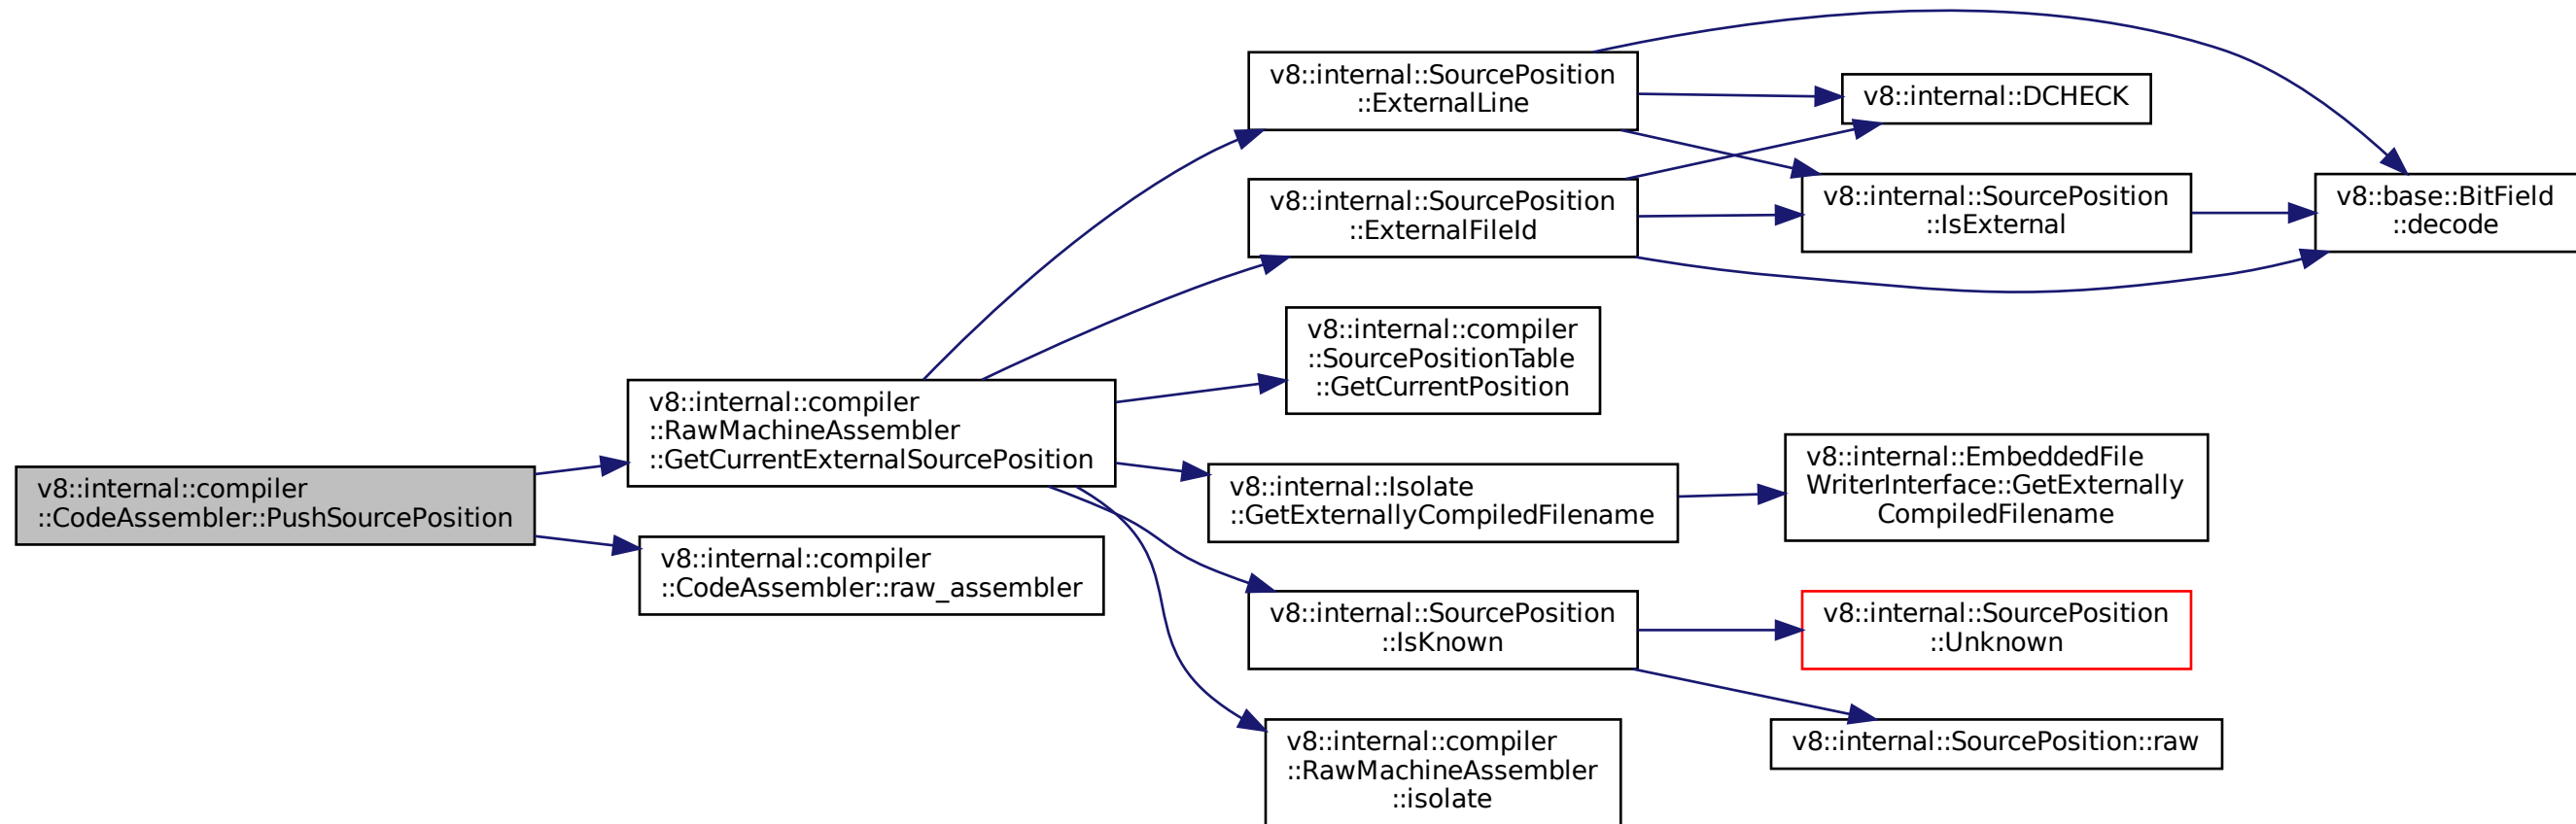 v8::internal::SourcePosition
::ExternalLine
v8::internal::DCHECK
v8::internal::SourcePosition
::ExternalFileId
v8::internal::SourcePosition
::IsExternal
v8::base::BitField
::decode
v8::internal::compiler
::SourcePositionTable
::GetCurrentPosition
v8::internal::compiler
::RawMachineAssembler
::GetCurrentExternalSourcePosition
v8::internal::EmbeddedFile
WriterInterface::GetExternally
CompiledFilename
v8::internal::compiler
::CodeAssembler::PushSourcePosition
v8::internal::Isolate
::GetExternallyCompiledFilename
v8::internal::compiler
::CodeAssembler::raw_assembler
v8::internal::SourcePosition
::IsKnown
v8::internal::SourcePosition
::Unknown
v8::internal::SourcePosition::raw
v8::internal::compiler
::RawMachineAssembler
::isolate